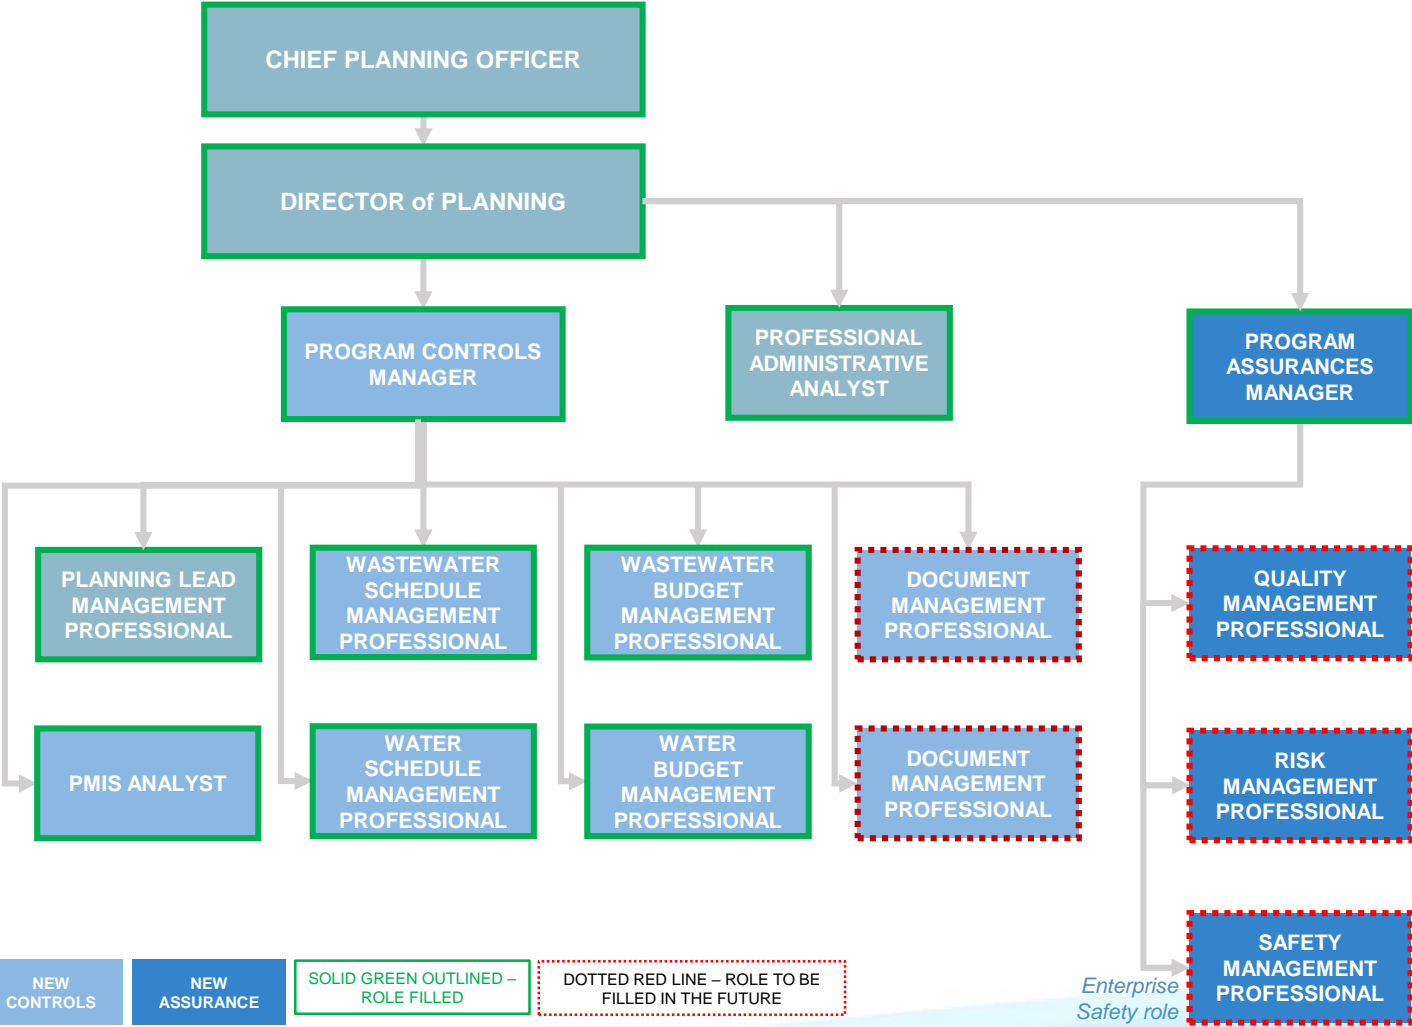 CHIEF PLANNING OFFICER
DIRECTOR of PLANNING
PROGRAM CONTROLS
MANAGER
PROFESSIONAL
ADMINISTRATIVE
ANALYST
PROGRAM
ASSURANCES
MANAGER
PLANNING LEAD
MANAGEMENT
PROFESSIONAL
WASTEWATER
SCHEDULE
MANAGEMENT
PROFESSIONAL
WASTEWATER
BUDGET
MANAGEMENT
PROFESSIONAL
DOCUMENT
MANAGEMENT
PROFESSIONAL
QUALITY
MANAGEMENT
PROFESSIONAL
PMIS ANALYST
WATER
SCHEDULE
MANAGEMENT
PROFESSIONAL
WATER
BUDGET
MANAGEMENT
PROFESSIONAL
DOCUMENT
MANAGEMENT
PROFESSIONAL
RISK
MANAGEMENT
PROFESSIONAL
SAFETY
MANAGEMENT
PROFESSIONAL
Enterprise
Safety role
NEW
CONTROLS
NEW
ASSURANCE
SOLID GREEN OUTLINED –
ROLE FILLED
DOTTED RED LINE – ROLE TO BE
FILLED IN THE FUTURE